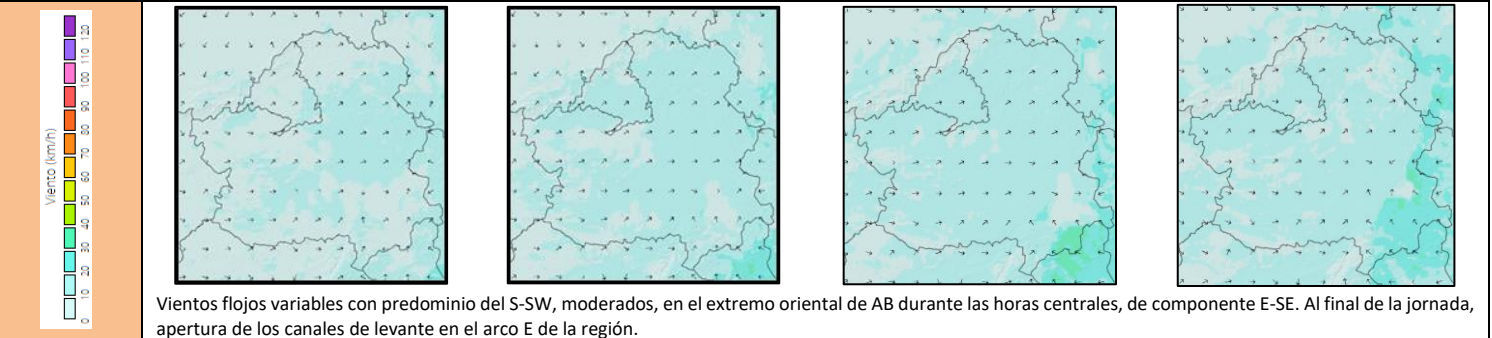 Viento (km/h)
0 10 20 30 40 50 60 70 80 90 100 110 120
Vientos flojos variables con predominio del S-SW, moderados, en el extremo oriental de AB durante las horas centrales, de componente E-SE. Al final de la jornada,
apertura de los canales de levante en el arco E de la región.